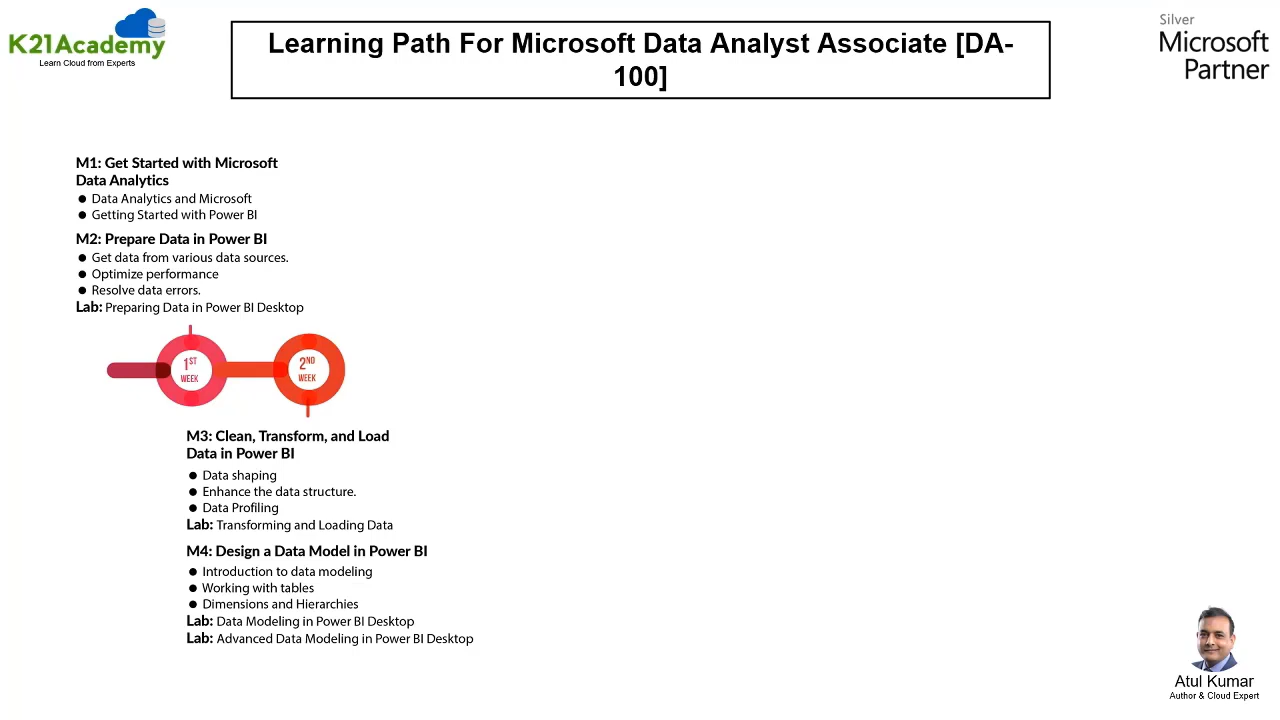 K21Academy
Learn Cloud from Experts
Learning Path For Microsoft Data Analyst Associate [DA-
100]
Silver
Microsoft
Partner
M1: Get Started with Microsoft
Data Analytics
● Data Analytics and Microsoft
● Getting Started with Power BI
M2: Prepare Data in Power BI
● Get data from various data sources.
● Optimize performance
● Resolve data errors.
Lab: Preparing Data in Power BI Desktop
1ST
WEEK
2ND
WEEK
M3: Clean, Transform, and Load
Data in Power BI
● Data shaping
● Enhance the data structure.
● Data Profiling
Lab: Transforming and Loading Data
M4: Design a Data Model in Power BI
● Introduction to data modeling
● Working with tables
● Dimensions and Hierarchies
Lab: Data Modeling in Power BI Desktop
Lab: Advanced Data Modeling in Power BI Desktop
Atul Kumar
Author & Cloud Expert